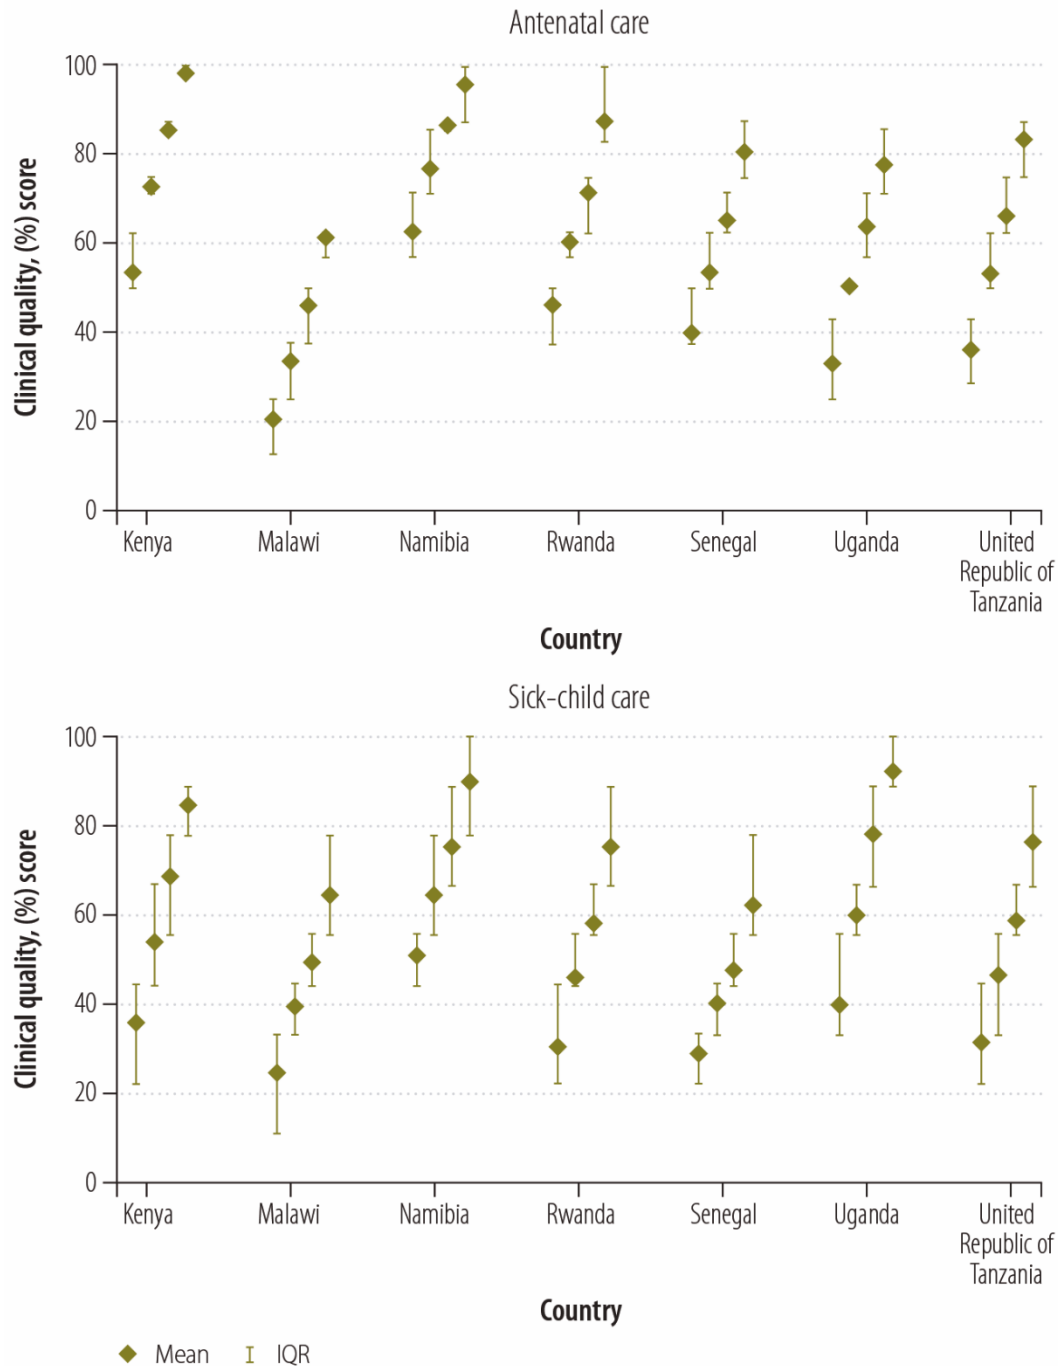 Antenatal care
Clinical quality, (%) score
100
80
60
40
20
0
Kenya Malawi Namibia Rwanda Senegal Uganda United
Republic of
Tanzania
Country
Sick-child care
Clinical quality, (%) score
100
80
60
40
20
0
Kenya Malawi Namibia Rwanda Senegal Uganda United
Republic of
Tanzania
Country
Mean IQR